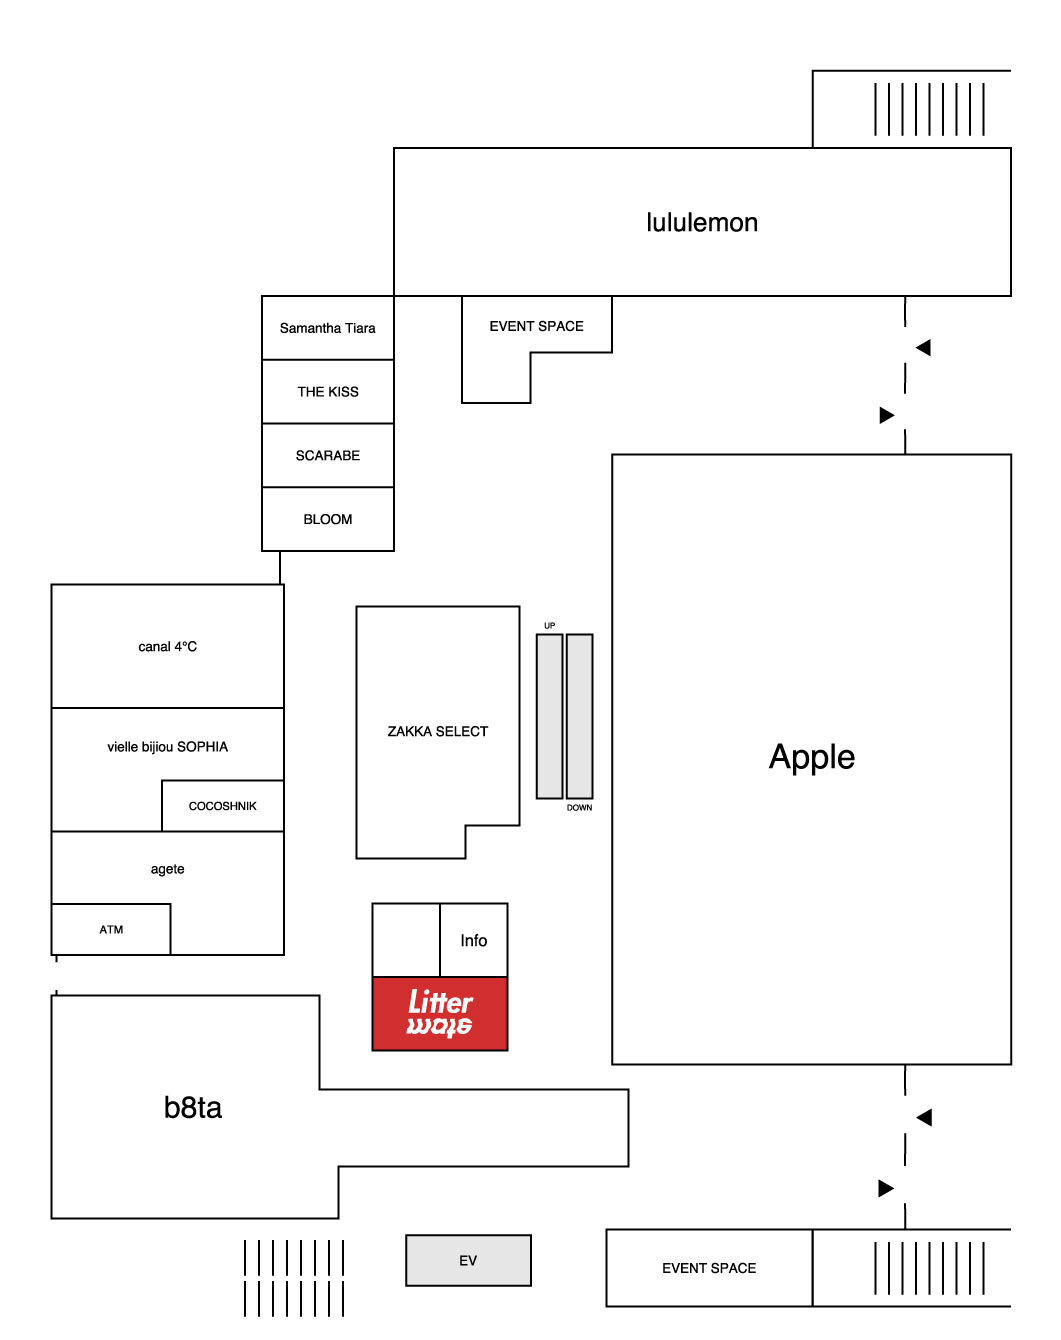 lululemon
Samantha Tiara
EVENT SPACE
THE KISS
SCARABE
BLOOM
canal 4°C
UP
vielle bijiou SOPHIA
ZAKKA SELECT
Apple
COCOSHNIK
DOWN
agete
ATM
Info
Litter
b8ta
EV
EVENT SPACE